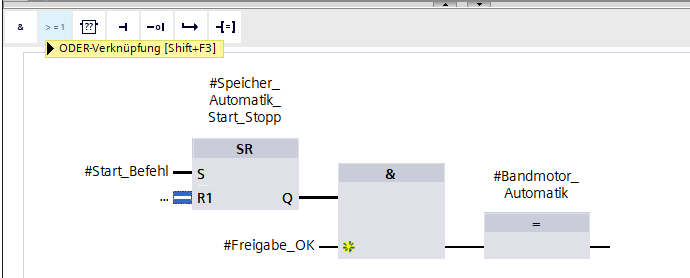 & >=1 ?? -| -o| [=]
ODER-Verknüpfung [Shift+F3]
#Speicher_
Automatik_
Start_Stopp
SR
#Start_Befehl S
... R1 Q
&
#Freigabe_OK
#Bandmotor_
Automatik
=